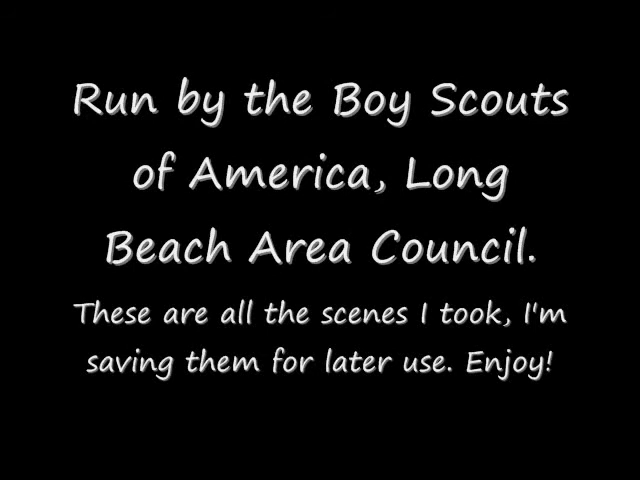 Run by the Boy Scouts
of America, Long
Beach Area Council.
These are all the scenes I took, I'm
saving them for later use. Enjoy!